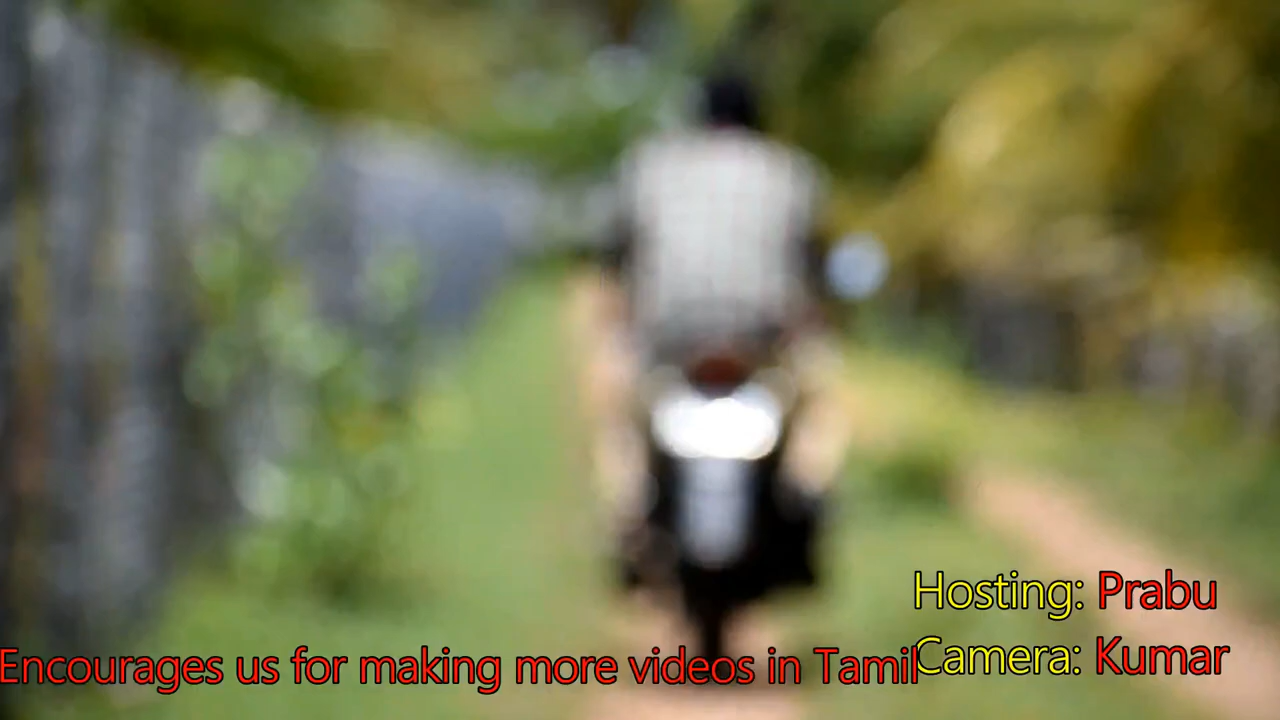 Hosting: Prabu
Camera: Kumar
Encourages us for making more videos in Tamil